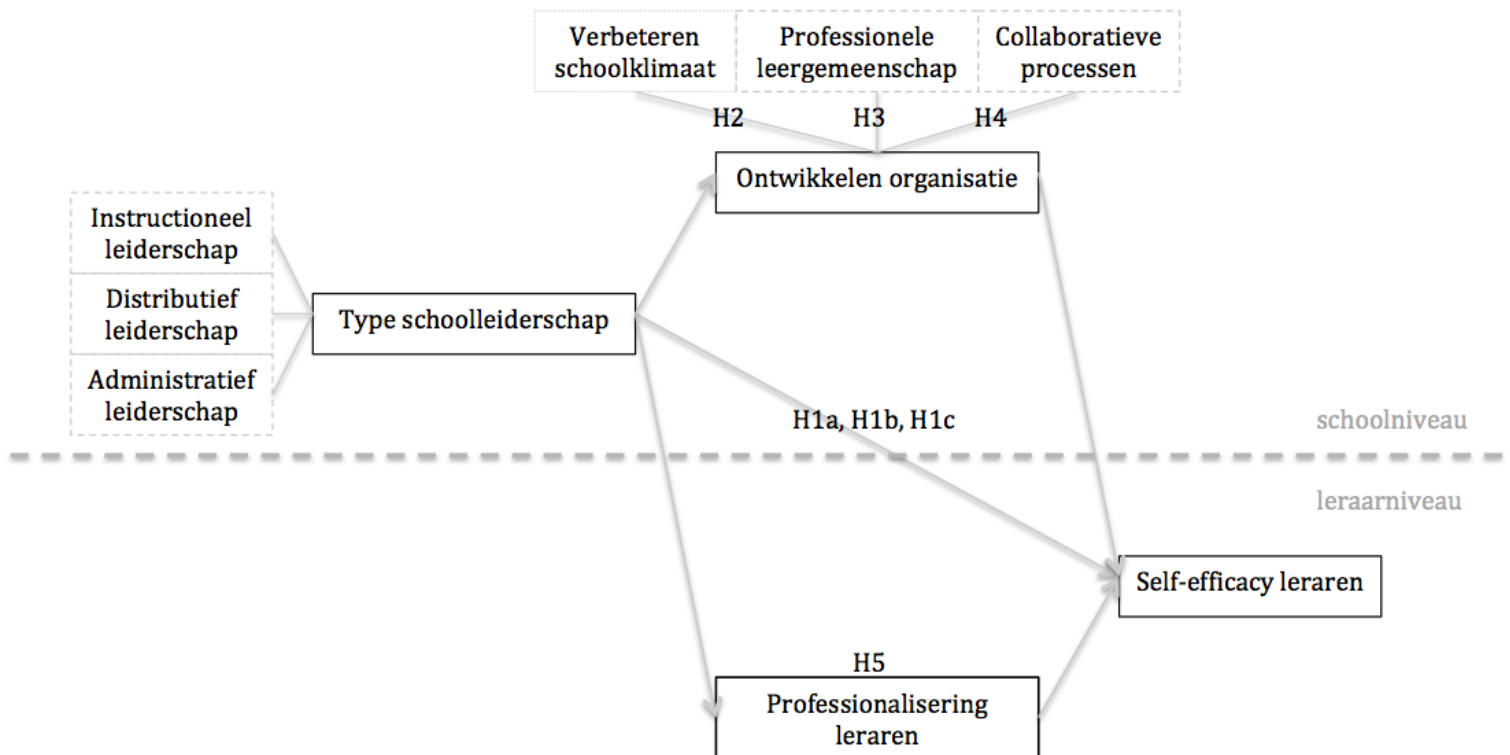 Verbeteren
schoolklimaat
Professionele
leergemeenschap
Collaboratieve
processen
H2
H3
H4
Ontwikkelen organisatie
Instructioneel
leiderschap
Distributief
leiderschap
Administratief
leiderschap
Type schoolleiderschap
H1a, H1b, H1c
schoolniveau
leraarniveau
Self-efficacy leraren
H5
Professionalisering
leraren